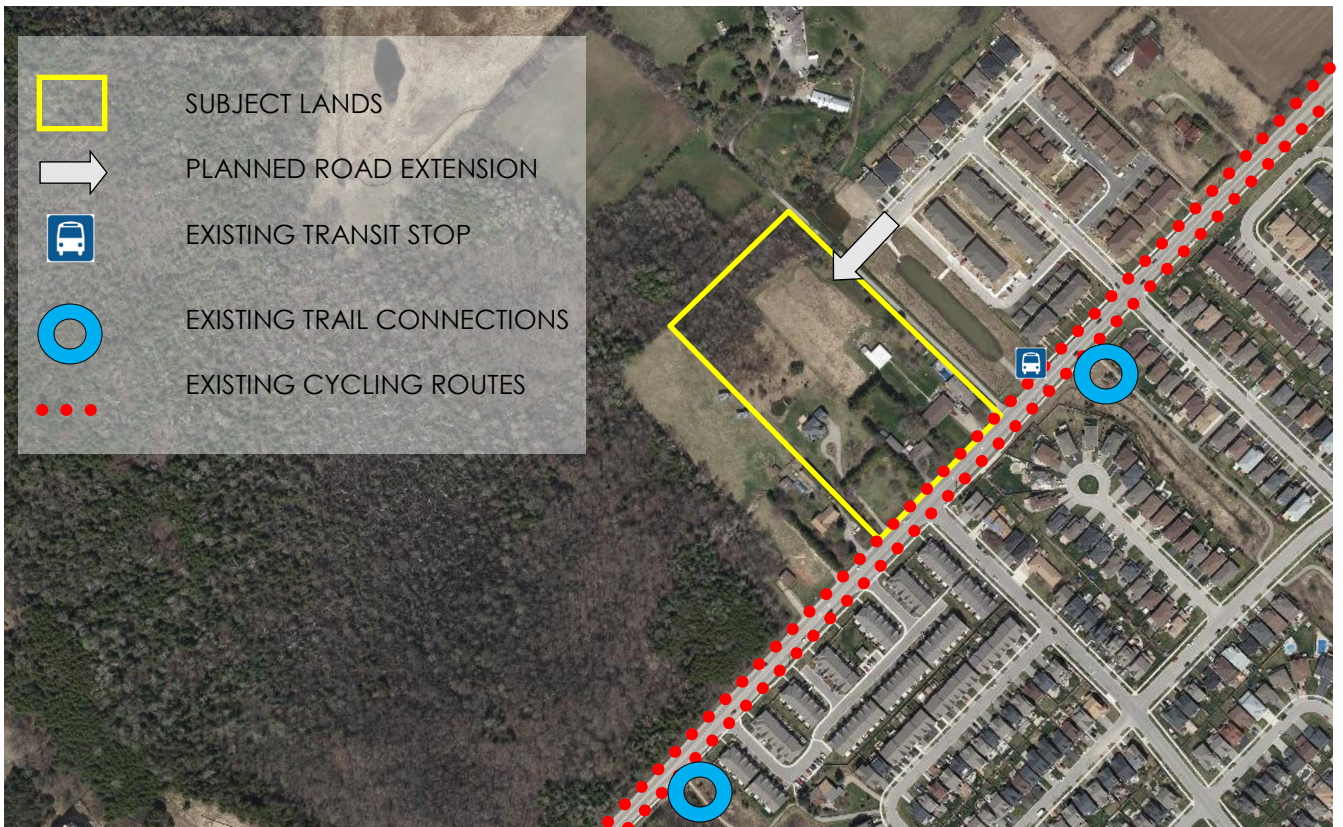 SUBJECT LANDS
PLANNED ROAD EXTENSION
EXISTING TRANSIT STOP
EXISTING TRAIL CONNECTIONS
EXISTING CYCLING ROUTES